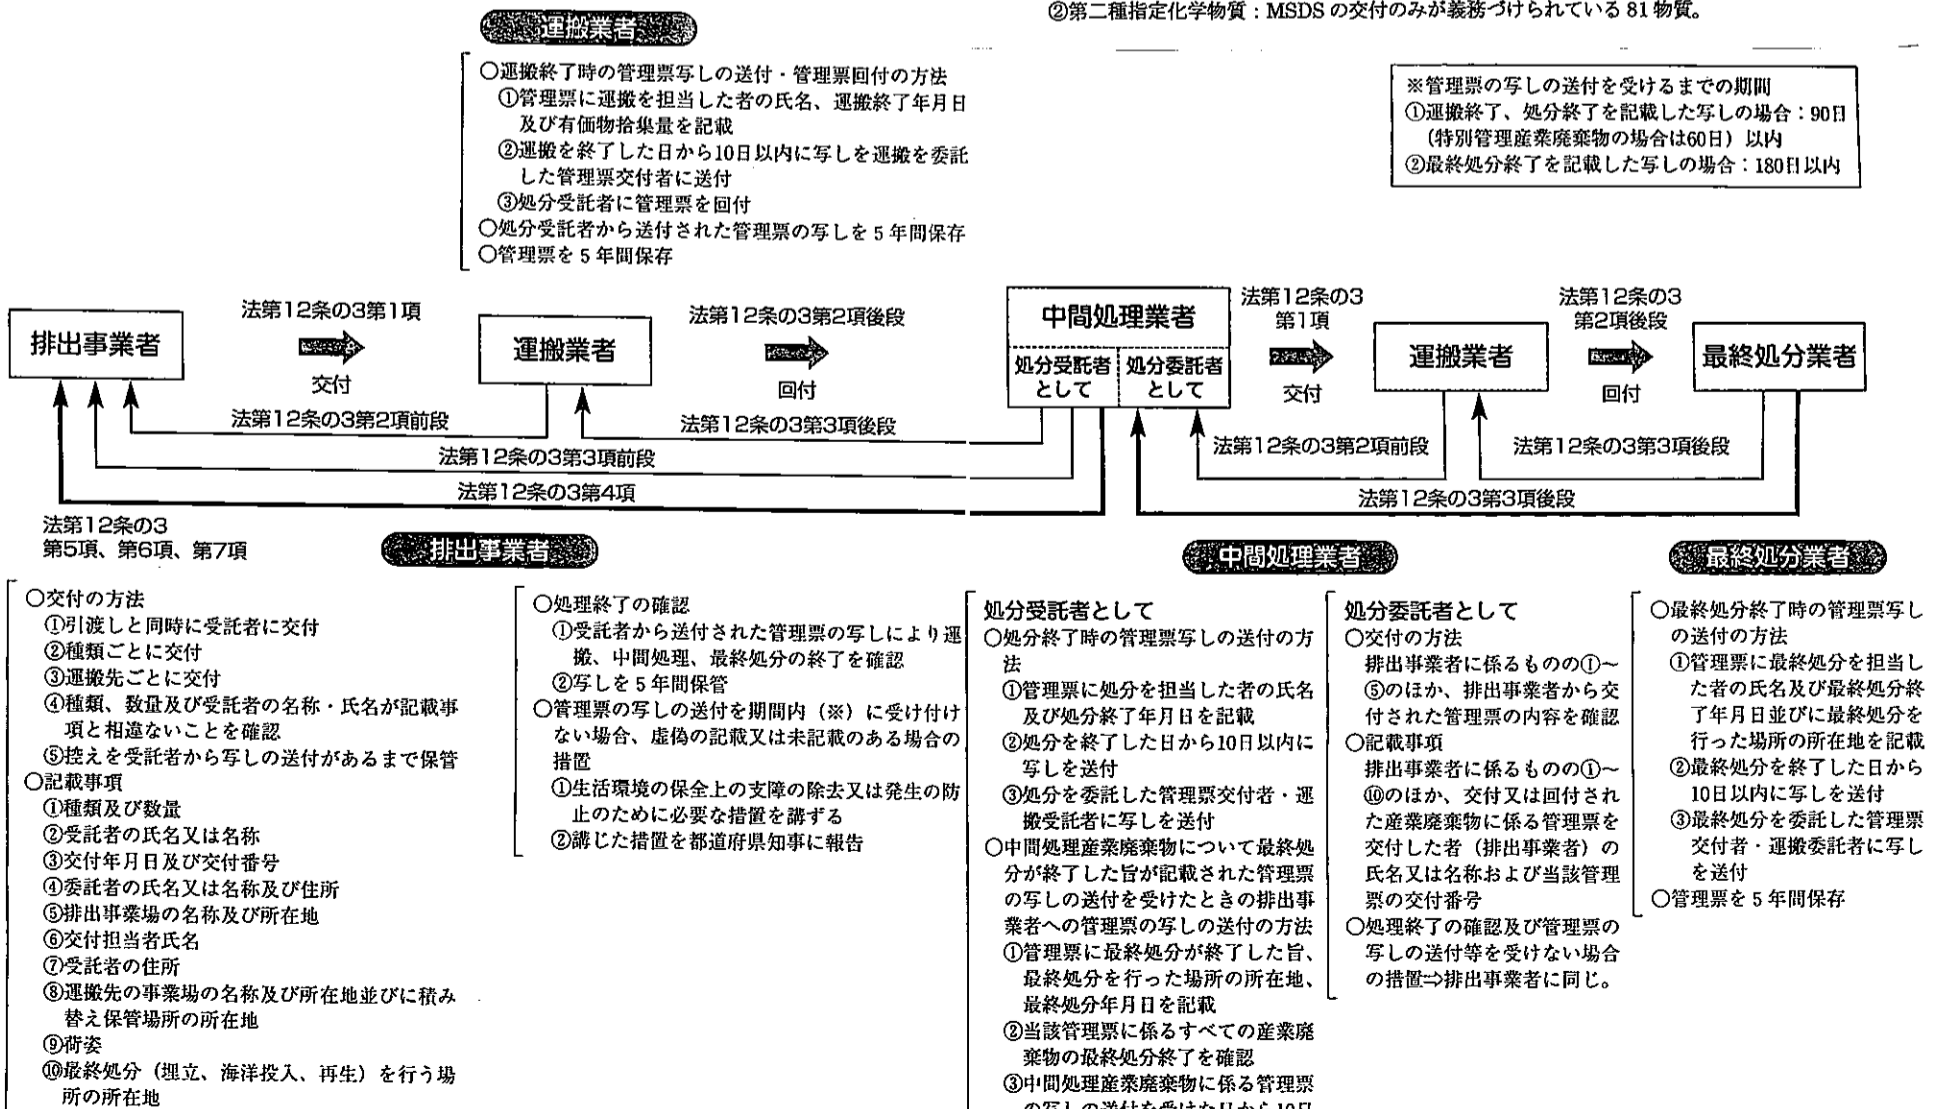 ②第二種指定化学物質：MSDSの交付のみが義務づけられている81物質。
運搬業者
○運搬終了時の管理票写しの送付・管理票回付の方法
①管理票に運搬を担当した者の氏名、運搬終了年月日
及び有価物拾集量を記載
②運搬を終了した日から10日以内に写しを運搬を委託
した管理票交付者に送付
③処分受託者に管理票を回付
○処分受託者から送付された管理票の写しを5年間保存
○管理票を5年間保存
※管理票の写しの送付を受けるまでの期間
①運搬終了、処分終了を記載した写しの場合：90日
（特別管理産業廃棄物の場合は60日）以内
②最終処分終了を記載した写しの場合：180日以内
排出事業者
法第12条の3第1項
交付
運搬業者
法第12条の3第2項後段
回付
中間処理業者
処分受託者
として
処分委託者
として
法第12条の3
第1項
交付
運搬業者
法第12条の3
第2項後段
回付
最終処分業者
法第12条の3第2項前段
法第12条の3第3項後段
法第12条の3第3項前段
法第12条の3第4項
法第12条の3第2項前段
法第12条の3第3項後段
法第12条の3第3項後段
法第12条の3
第5項、第6項、第7項
排出事業者
○交付の方法
①引渡しと同時に受託者に交付
②種類ごとに交付
③運搬先ごとに交付
④種類、数量及び受託者の名称・氏名が記載事
項と相違ないことを確認
⑤控えを受託者から写しの送付があるまで保管
○記載事項
①種類及び数量
②受託者の氏名又は名称
③交付年月日及び交付番号
④委託者の氏名又は名称及び住所
⑤排出事業場の名称及び所在地
⑥交付担当者氏名
⑦受託者の住所
⑧運搬先の事業場の名称及び所在地並びに積み
替え保管場所の所在地
⑨荷姿
⑩最終処分（埋立、海洋投入、再生）を行う場
所の所在地
○処理終了の確認
①受託者から送付された管理票の写しにより運
搬、中間処理、最終処分の終了を確認
②写しを5年間保管
○管理票の写しの送付を期間内（※）に受け付け
ない場合、虚偽の記載又は未記載のある場合の
措置
①生活環境の保全上の支障の除去又は発生の防
止のために必要な措置を講ずる
②講じた措置を都道府県知事に報告
中間処理業者
処分受託者として
○処分終了時の管理票写しの送付の方
法
①管理票に処分を担当した者の氏名
及び処分終了年月日を記載
②処分を終了した日から10日以内に
写しを送付
③処分を委託した管理票交付者・運
搬受託者に写しを送付
○中間処理産業廃棄物について最終処
分が終了した旨が記載された管理票
の写しの送付を受けたときの排出事
業者への管理票の写しの送付の方法
①管理票に最終処分が終了した旨、
最終処分を行った場所の所在地、
最終処分年月日を記載
②当該管理票に係るすべての産業廃
棄物の最終処分終了を確認
③中間処理産業廃棄物に係る管理票
の写しの送付を受けた日から10日
処分委託者として
○交付の方法
排出事業者に係るものの①～
⑤のほか、排出事業者から交
付された管理票の内容を確認
○記載事項
排出事業者に係るものの①～
⑩のほか、交付又は回付され
た産業廃棄物に係る管理票を
交付した者（排出事業者）の
氏名又は名称および当該管理
票の交付番号
○処理終了の確認及び管理票の
写しの送付等を受けない場合
の措置⇒排出事業者に同じ。
最終処分業者
○最終処分終了時の管理票写し
の送付の方法
①管理票に最終処分を担当し
た者の氏名及び最終処分終
了年月日並びに最終処分を
行った場所の所在地を記載
②最終処分を終了した日から
10日以内に写しを送付
③最終処分を委託した管理票
交付者・運搬委託者に写し
を送付
○管理票を5年間保存